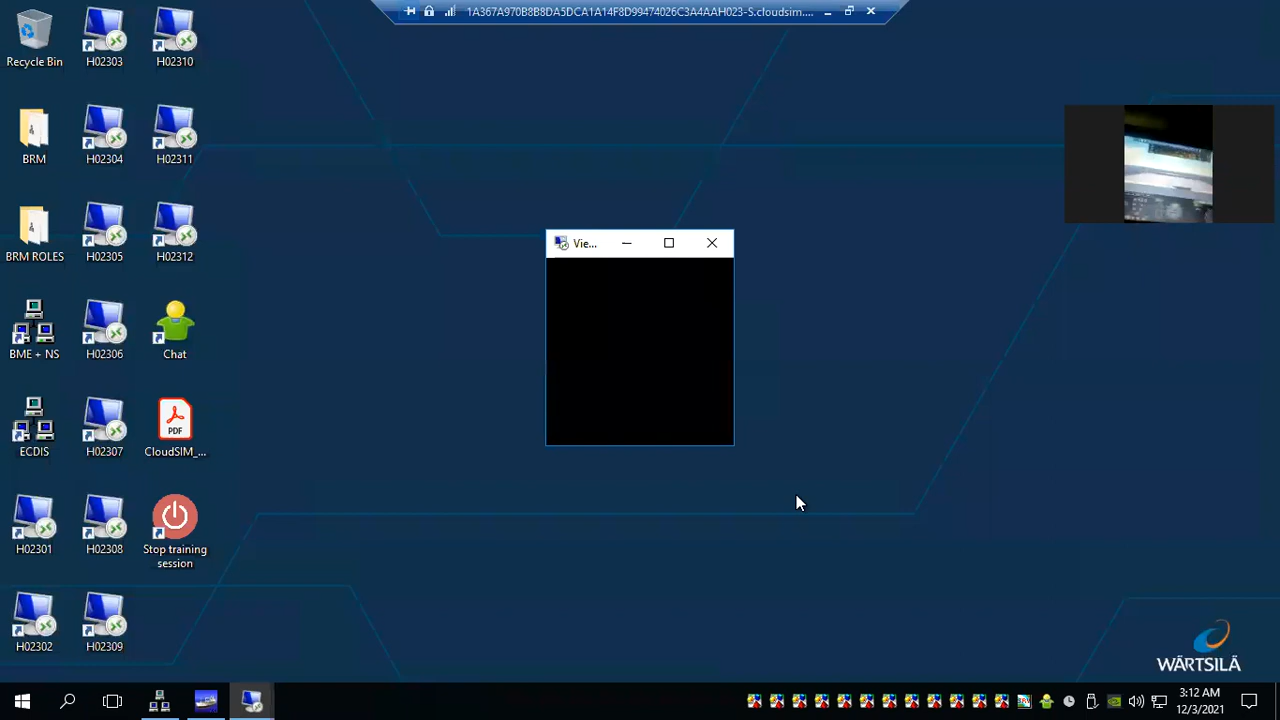 1A367A970B8B8DA5DCA1A14F8D99474026C3A4AAH023-S.cloudsim....
Recycle Bin
H02303
H02310
BRM
H02304
H02311
BRM ROLES
H02305
H02312
BME + NS
H02306
Chat
ECDIS
H02307
CloudSIM_...
PDF
H02301
H02308
Stop training
session
H02302
H02309
Vie...
WÄRTSILÄ
3:12 AM
12/3/2021